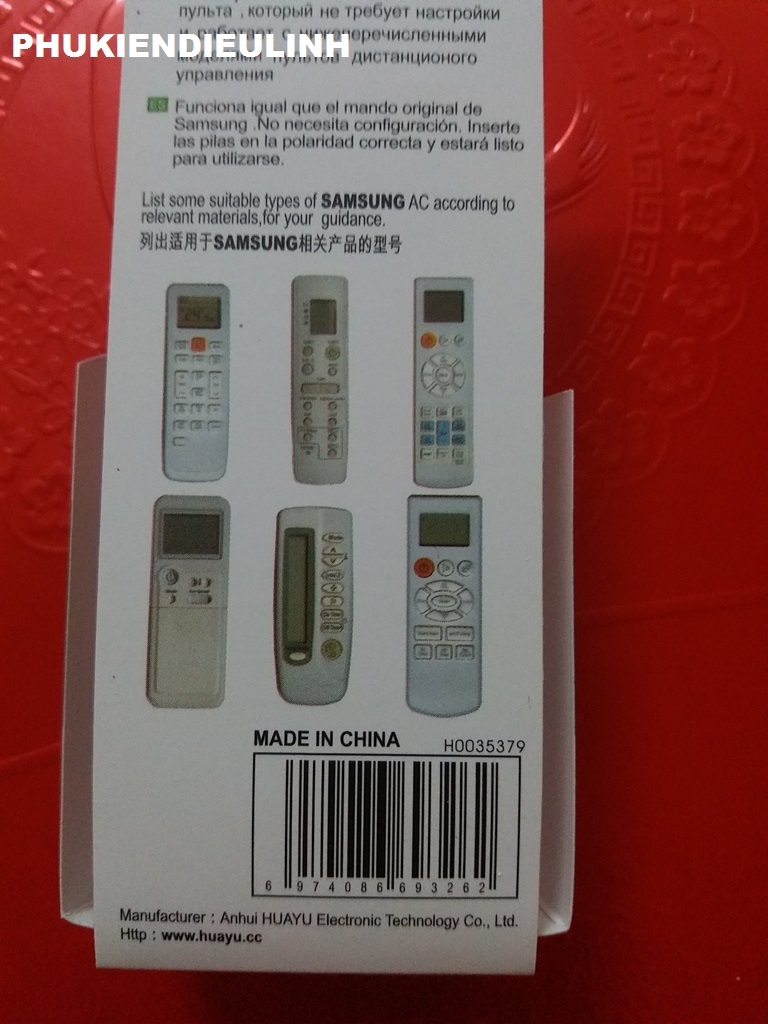 пульта , который не требует настройки
PHUKIENDIEULINH
нижеперечисленными
дистанционого
управления
ES Funciona igual que el mando original de
Samsung .No necesita configuración. Inserte
las pilas en la polaridad correcta y estará listo
para utilizarse.
List some suitable types of SAMSUNG AC according to
relevant materials,for your guidance.
列出适用于SAMSUNG相关产品的型号
MADE IN CHINA
H0035379
6 974086 693262
Manufacturer : Anhui HUAYU Electronic Technology Co., Ltd.
Http : www.huayu.cc